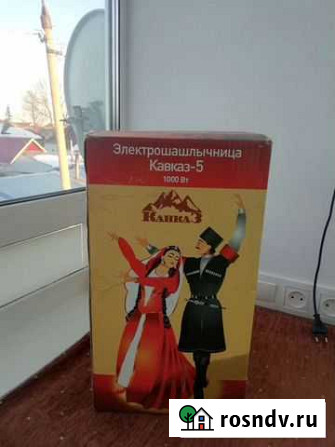 Электрошашлычница
Кавказ-5
1000 Вт
КАВКАЗ
rosndv.ru